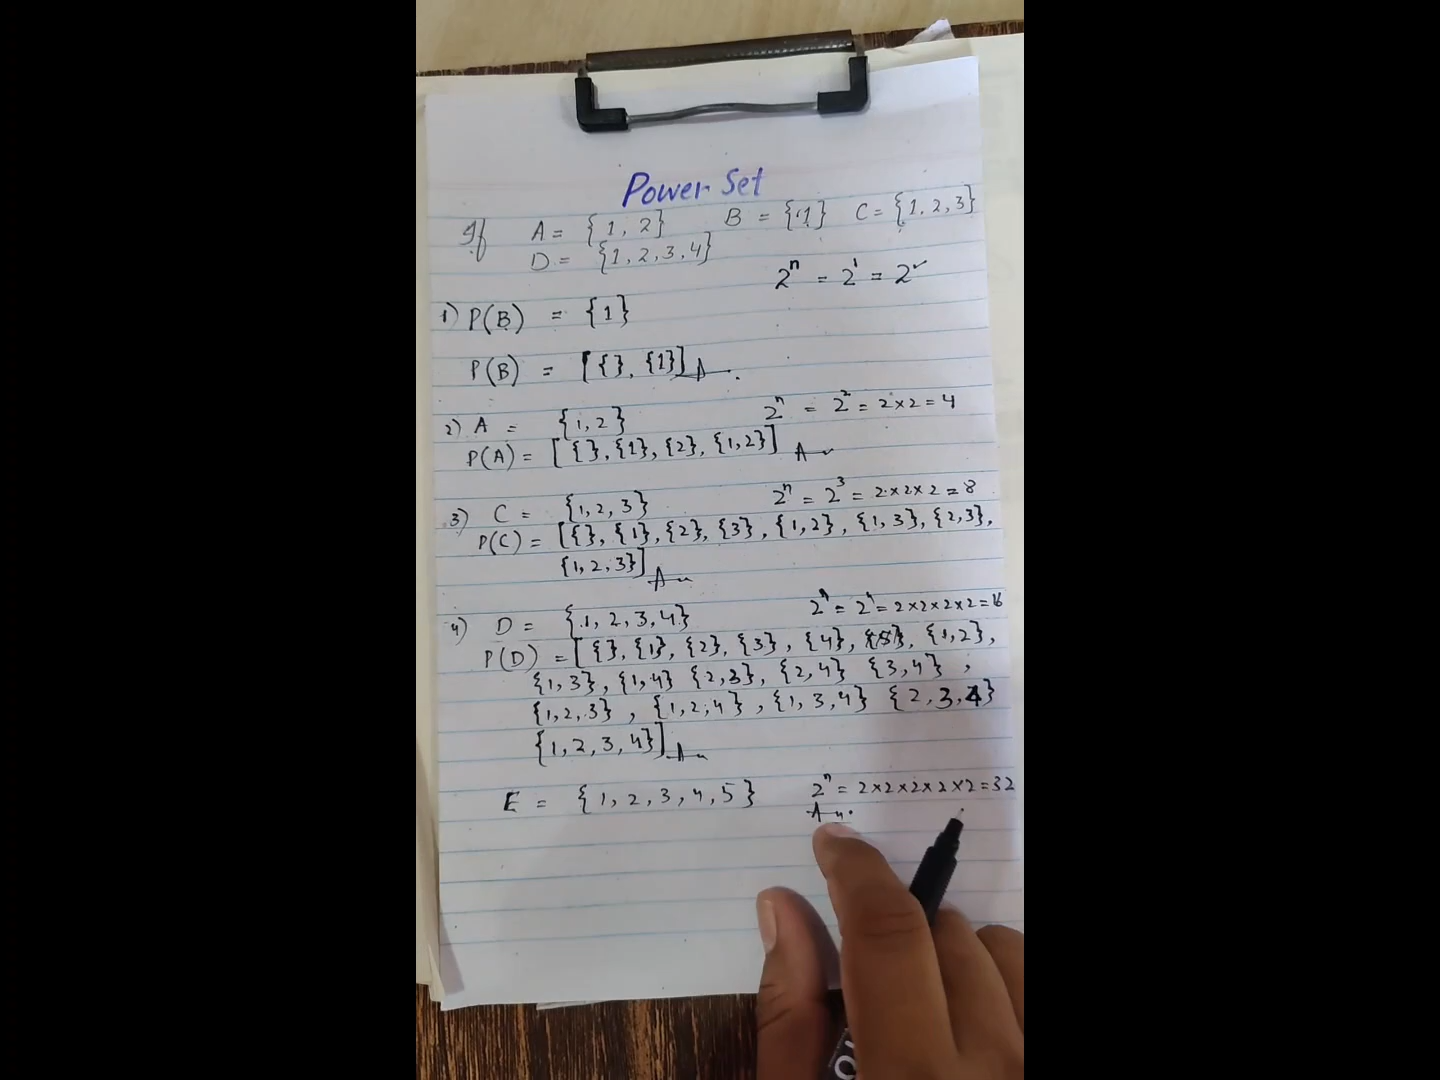 Power Set
If A = {1, 2} B = {1} C = {1, 2, 3}
D = {1, 2, 3, 4}
2ⁿ = 2¹ = 2
1) P(B) = {1}
P(B) = [{}, {1}] A
2) A = {1, 2} 2ⁿ = 2² = 2×2 = 4
P(A) = [{}, {1}, {2}, {1, 2}] A
3) C = {1, 2, 3} 2ⁿ = 2³ = 2×2×2 = 8
P(C) = [{}, {1}, {2}, {3}, {1, 2}, {1, 3}, {2, 3},
{1, 2, 3}] A
4) D = {1, 2, 3, 4} 2ⁿ = 2⁴ = 2×2×2×2 = 16
P(D) = [{}, {1}, {2}, {3}, {4}, {1, 2},
{1, 3}, {1, 4} {2, 3}, {2, 4} {3, 4},
{1, 2, 3}, {1, 2, 4}, {1, 3, 4} {2, 3, 4}
{1, 2, 3, 4}] A
E = {1, 2, 3, 4, 5} 2ⁿ = 2×2×2×2×2 = 32
A